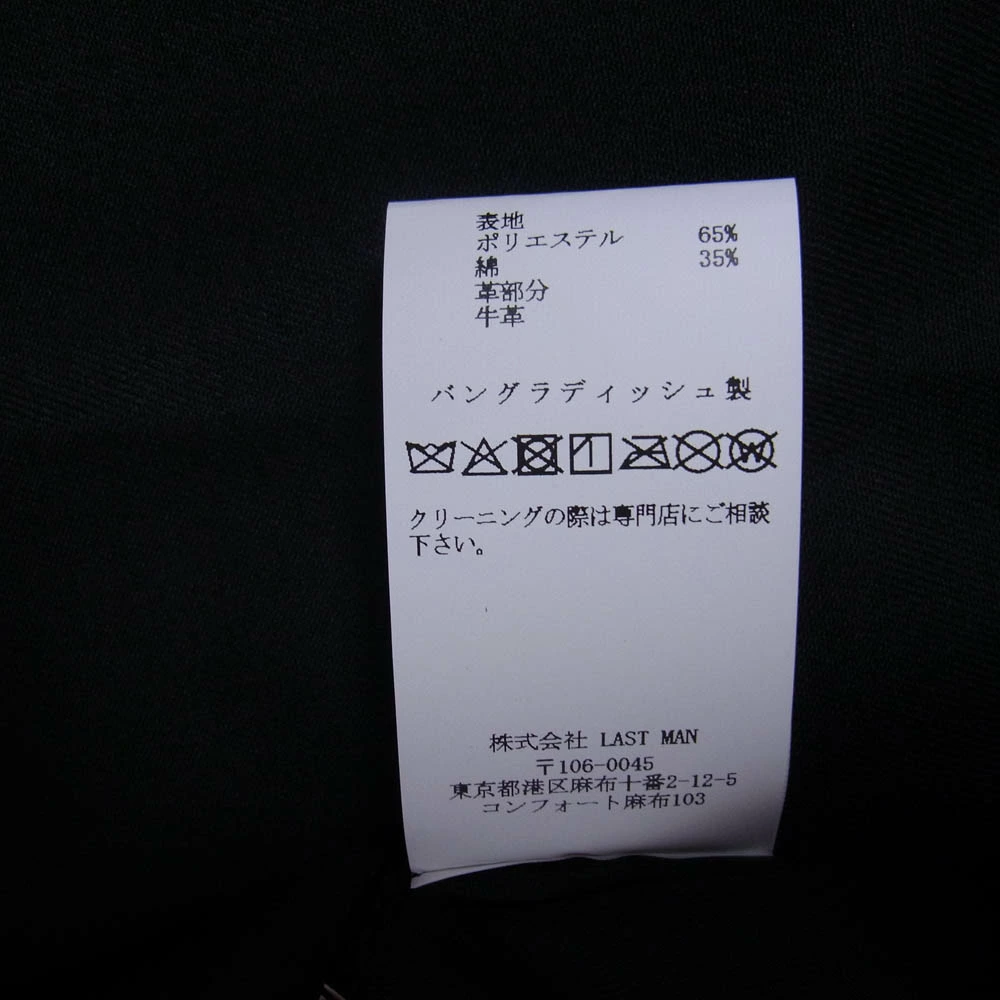 表地
ポリエステル 65%
綿 35%
革部分
牛革
バングラディッシュ製
クリーニングの際は専門店にご相談
下さい。
株式会社 LAST MAN
〒106-0045
東京都港区麻布十番2-12-5
コンフォート麻布103